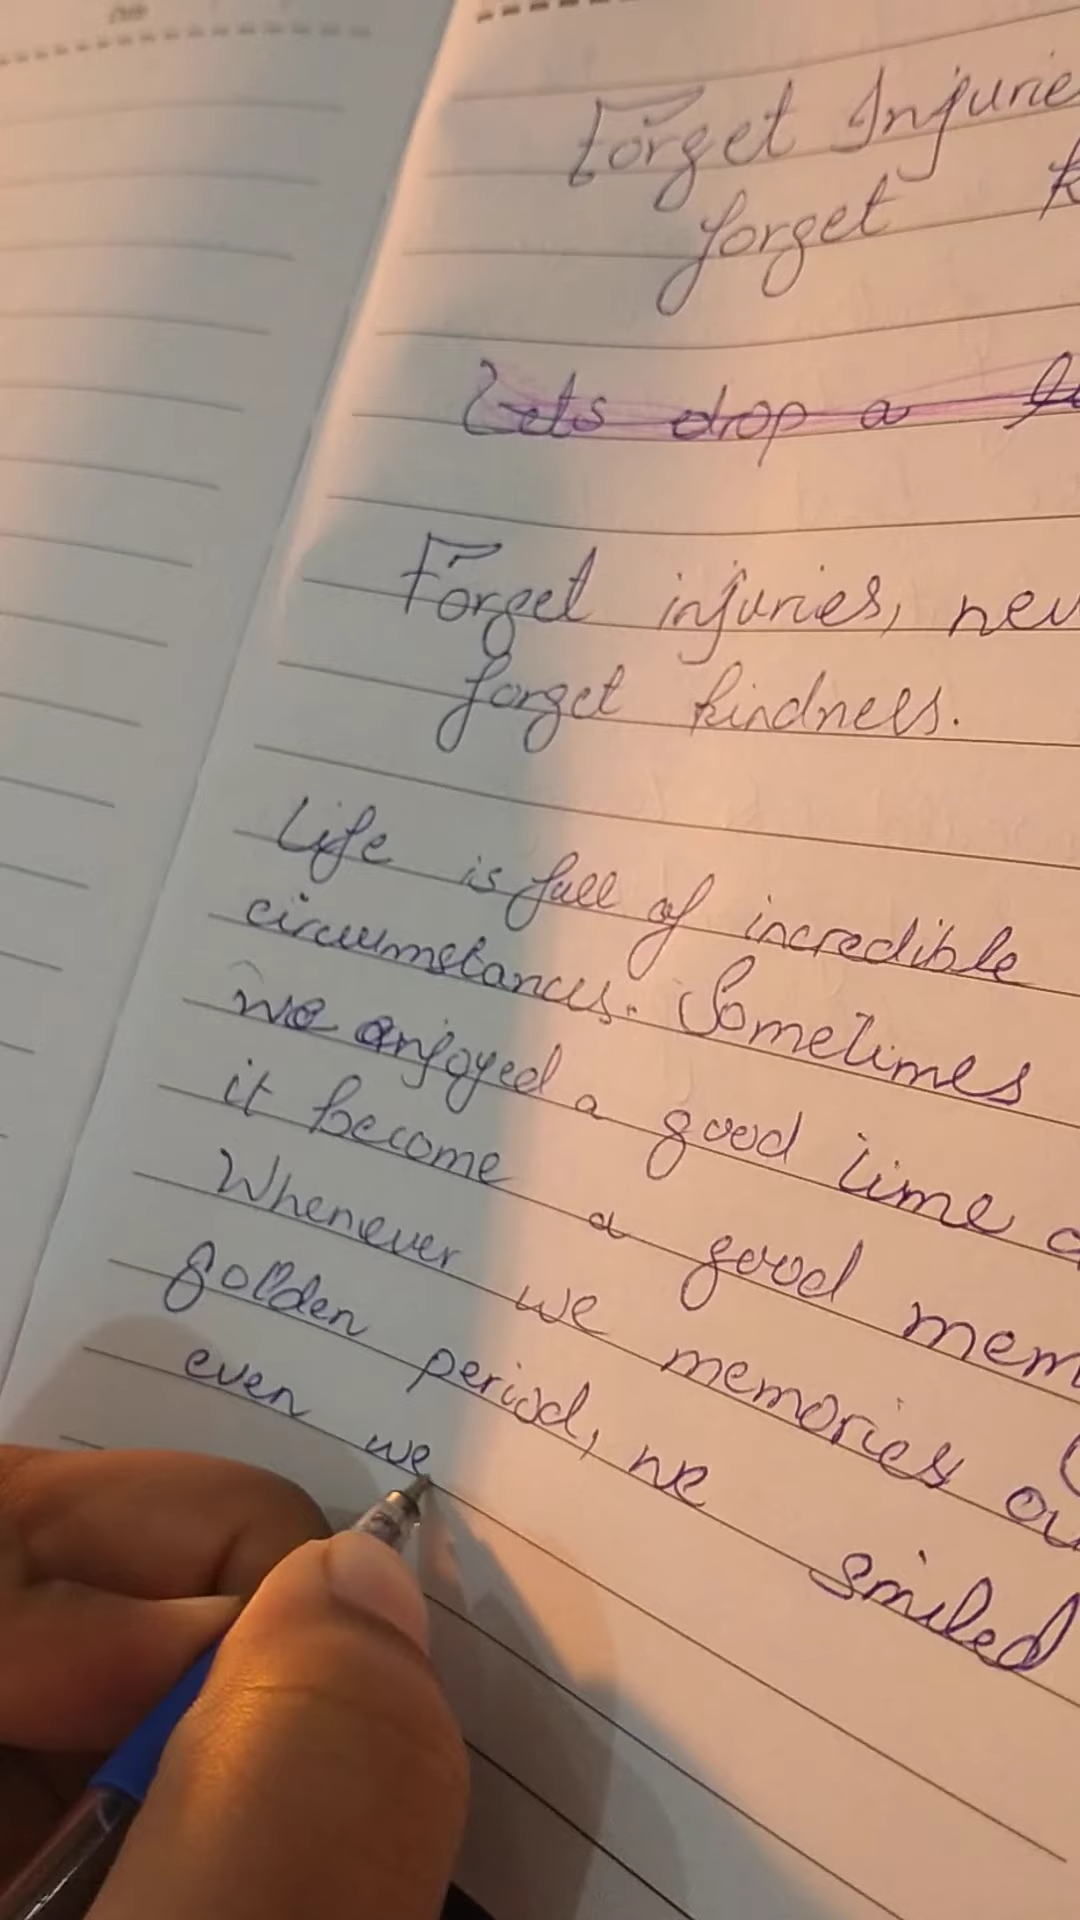 Forget Injurie
forget k
Lets drop a
Forget injuries, nev
forget kindness.
Life is full of incredible
circumstances. Sometimes
we enjoyed a good time a
it become a good mem
Whenever we memories ou
golden period, we smiled
even we